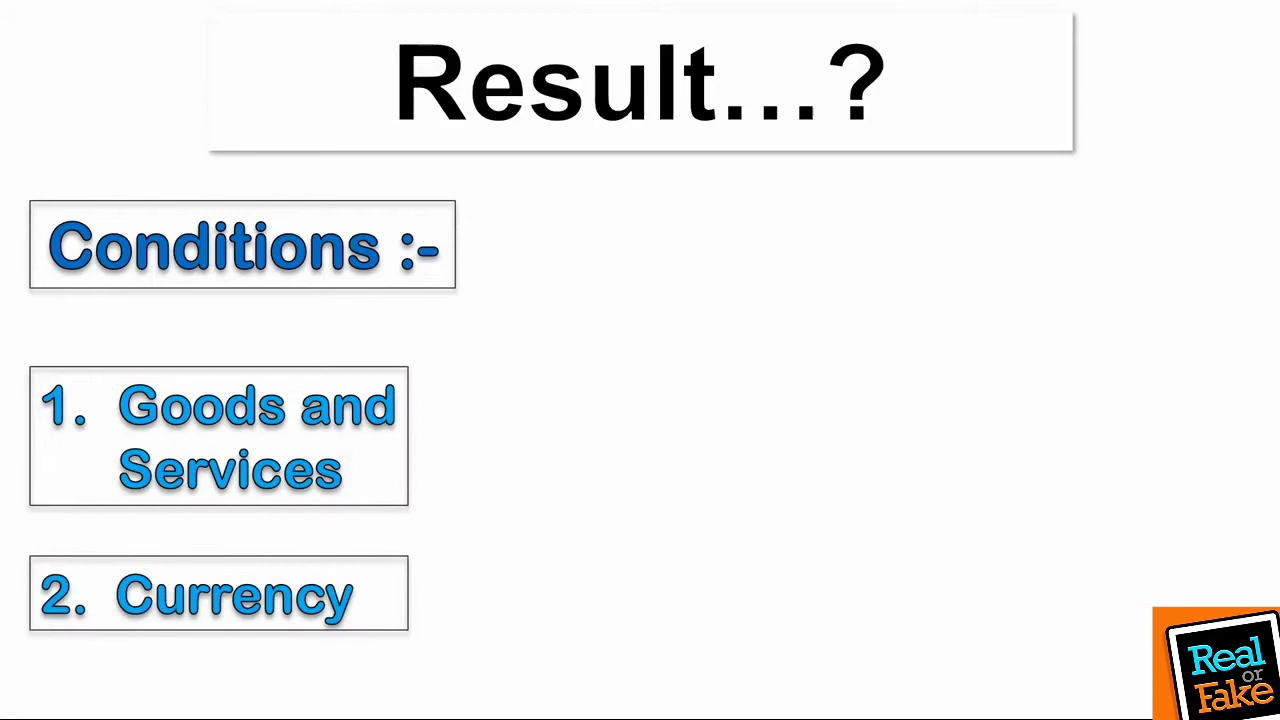 Result...?
Conditions :-
1. Goods and
Services
2. Currency
Real
or
Fake